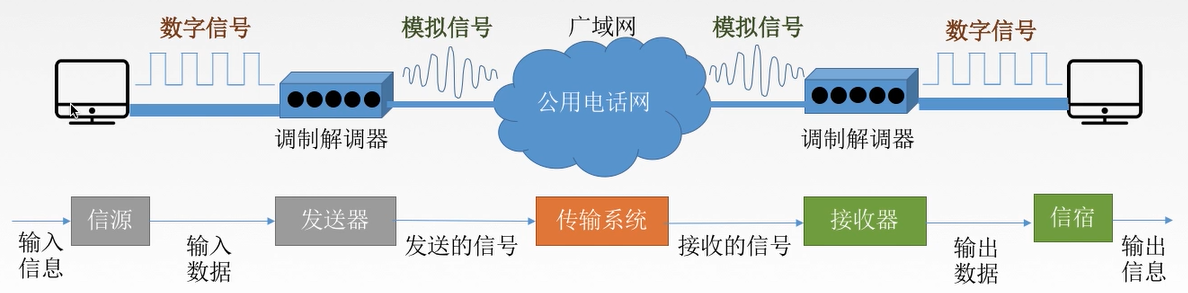 数字信号
模拟信号
广域网
模拟信号
数字信号
公用电话网
调制解调器
调制解调器
信源
发送器
传输系统
接收器
信宿
输入
信息
输入
数据
发送的信号
接收的信号
输出
数据
输出
信息